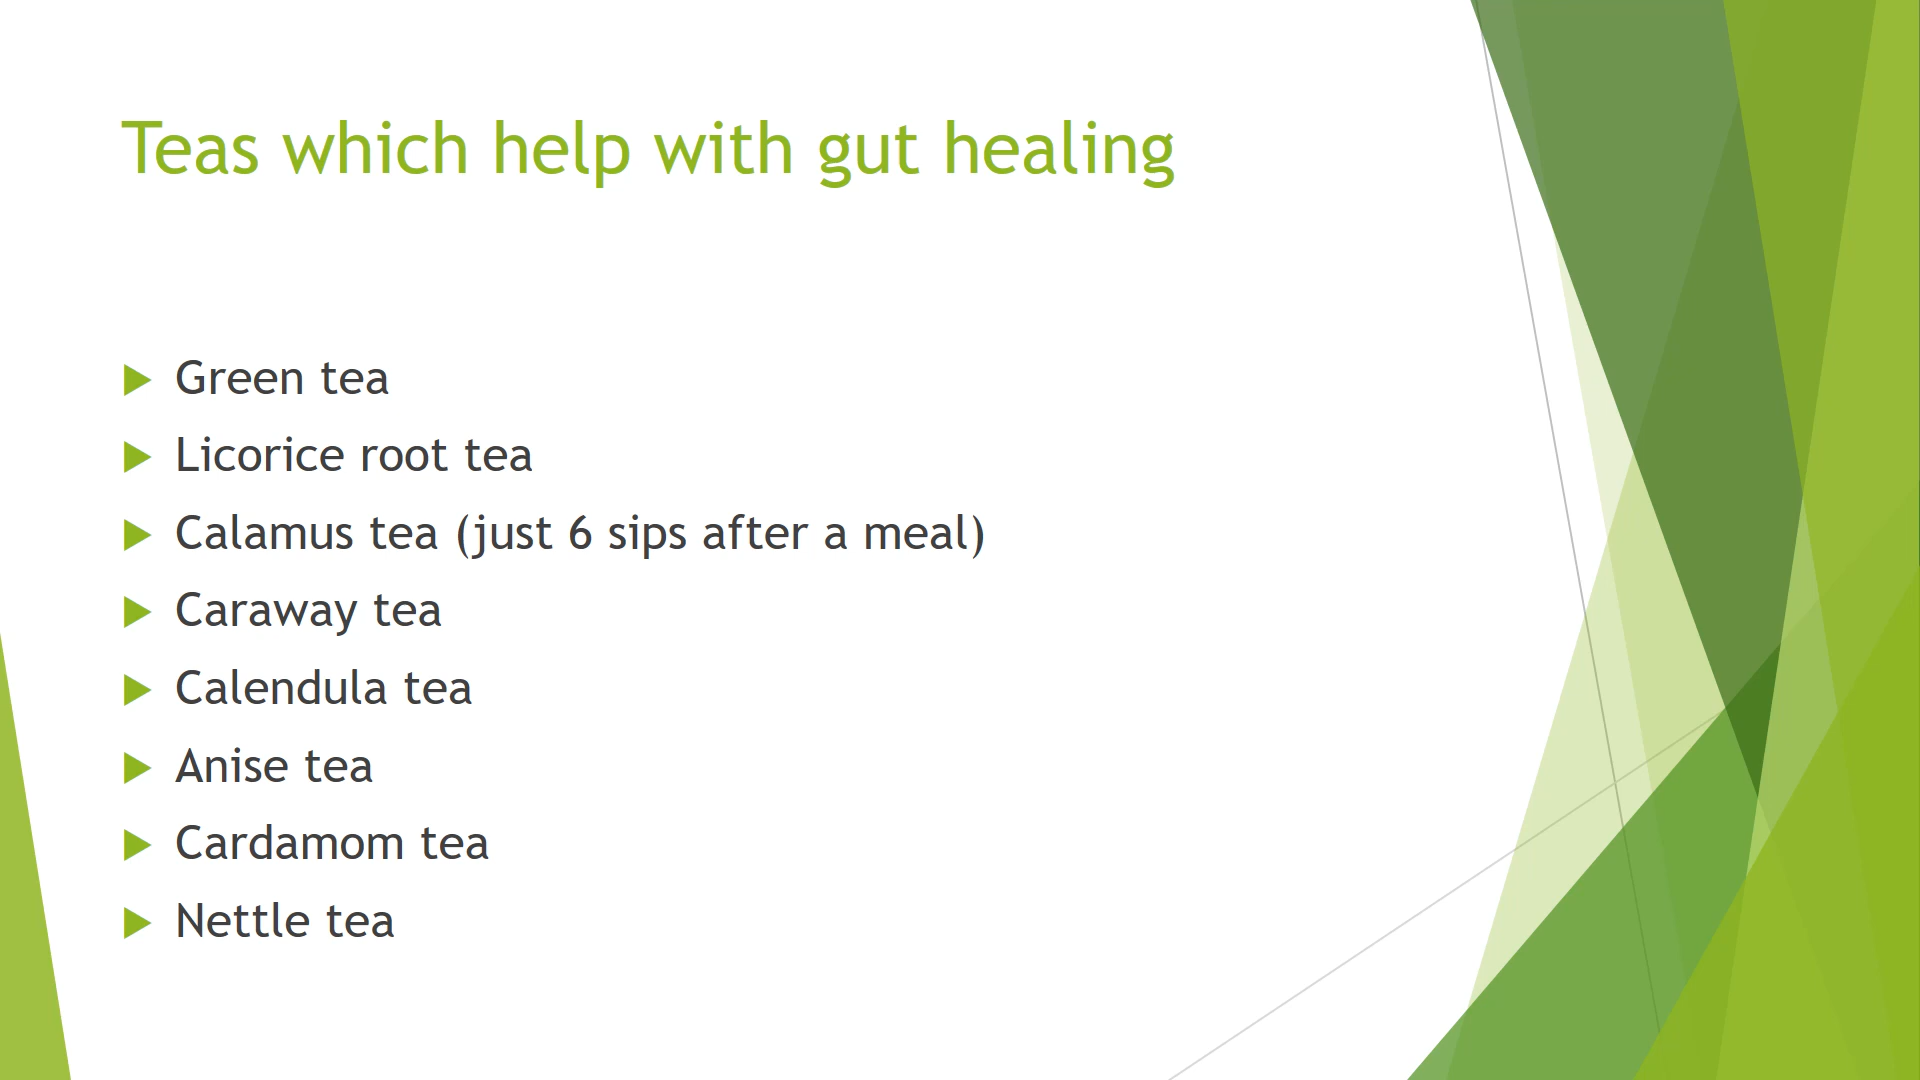 Teas which help with gut healing
Green tea
Licorice root tea
Calamus tea (just 6 sips after a meal)
Caraway tea
Calendula tea
Anise tea
Cardamom tea
Nettle tea